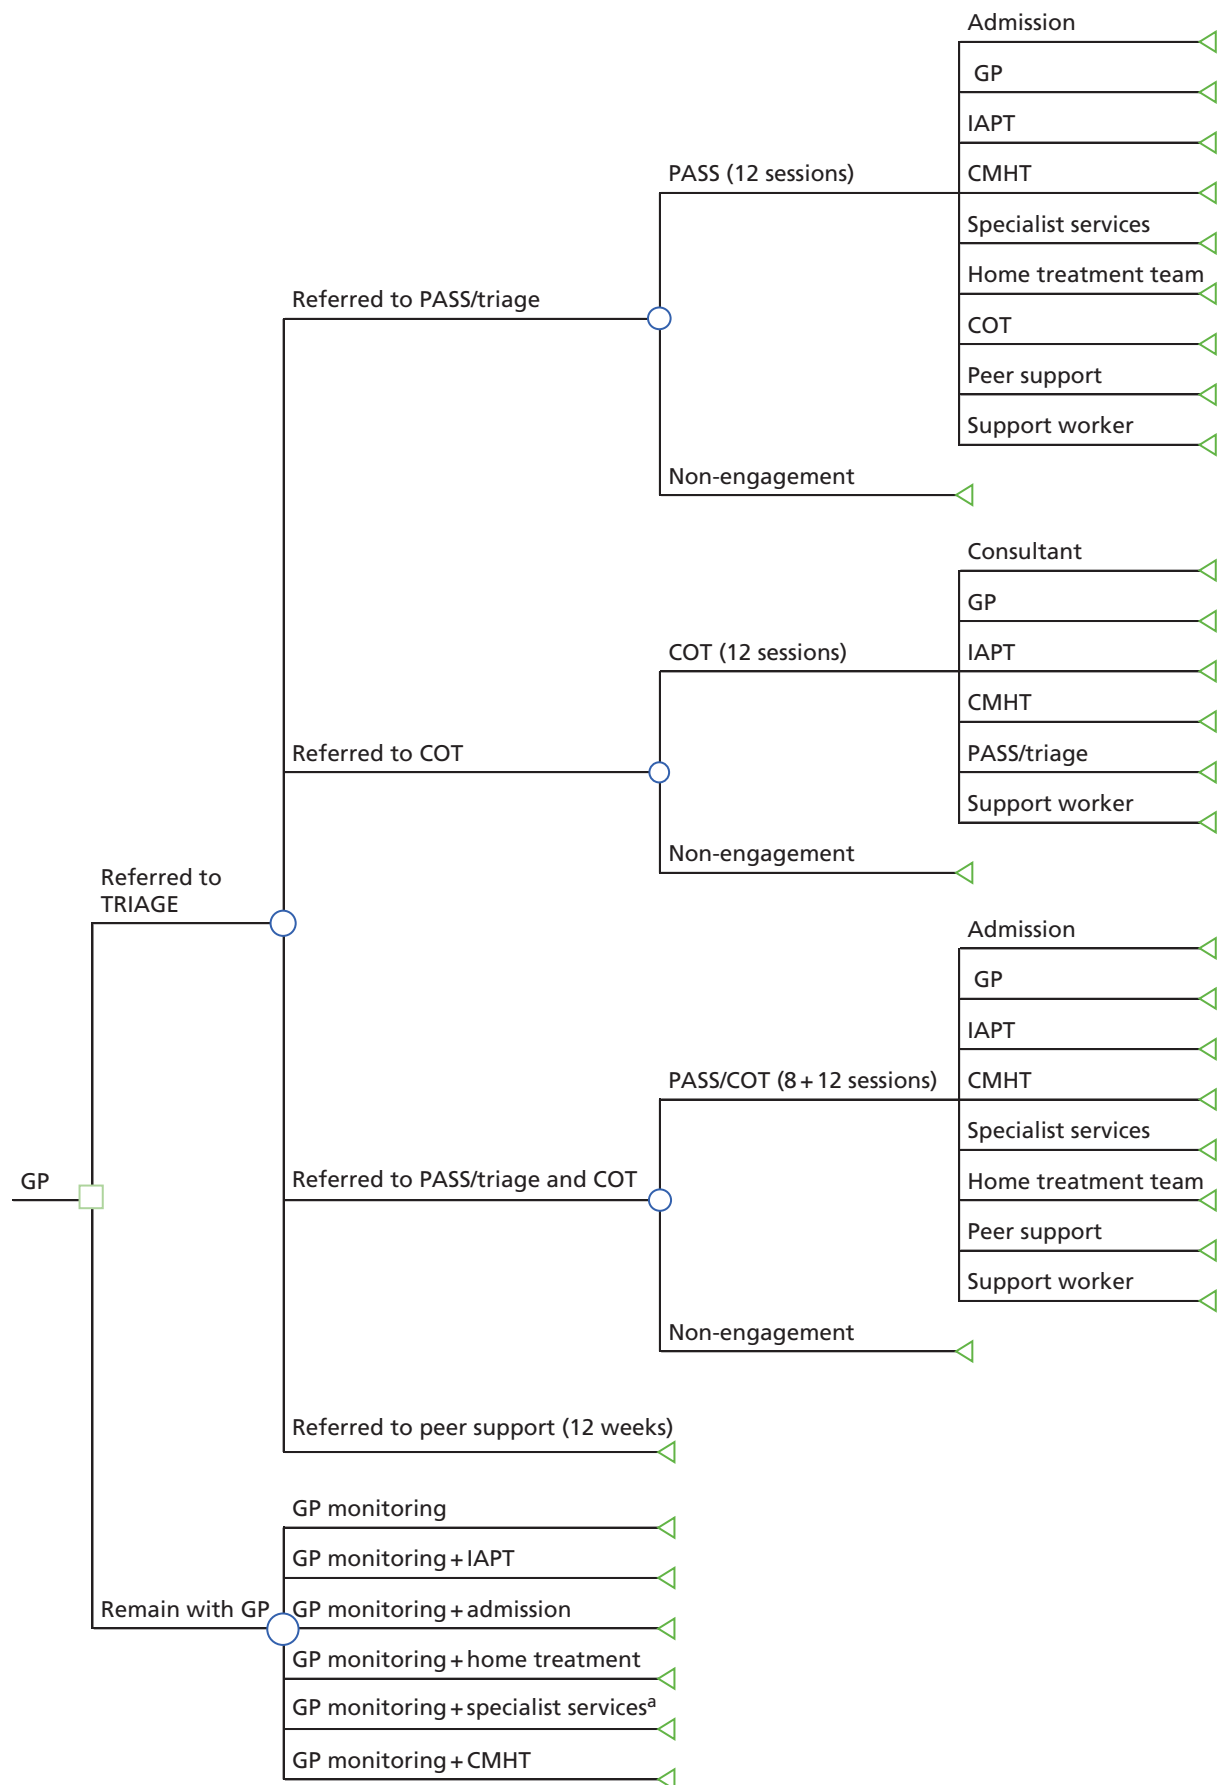 GP
Referred to
TRIAGE
Referred to PASS/triage
PASS (12 sessions)
Admission
GP
IAPT
CMHT
Specialist services
Home treatment team
COT
Peer support
Support worker
Non-engagement
Referred to COT
COT (12 sessions)
Consultant
GP
IAPT
CMHT
PASS/triage
Support worker
Non-engagement
Referred to PASS/triage and COT
PASS/COT (8 + 12 sessions)
Admission
GP
IAPT
CMHT
Specialist services
Home treatment team
Peer support
Support worker
Non-engagement
Referred to peer support (12 weeks)
Remain with GP
GP monitoring
GP monitoring + IAPT
GP monitoring + admission
GP monitoring + home treatment
GP monitoring + specialist servicesᵃ
GP monitoring + CMHT